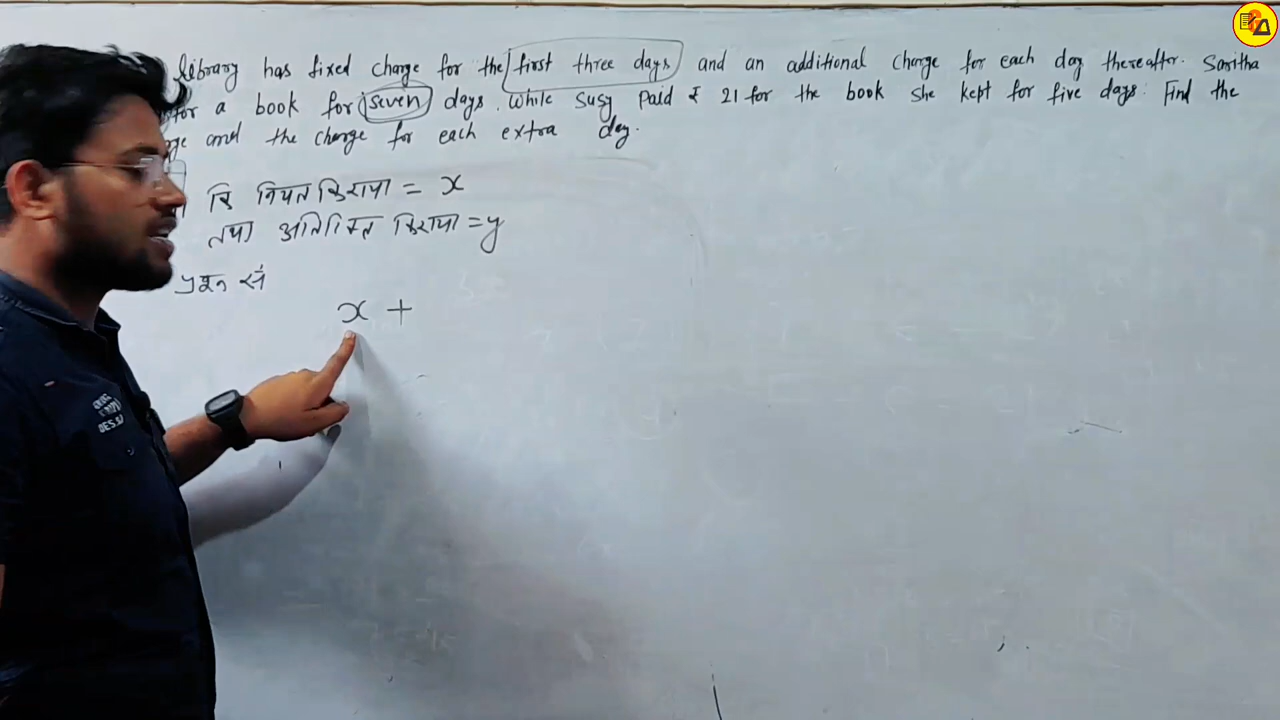 library has fixed charge for the first three days and an additional charge for each day thereafter. Saritha
for a book for seven days. While Susy Paid ₹ 21 for the book she kept for five days: Find the
and the charge for each extra day.
कि नियत किराया = x
तथा अतिरिक्त किराया = y
प्रश्न से
x +